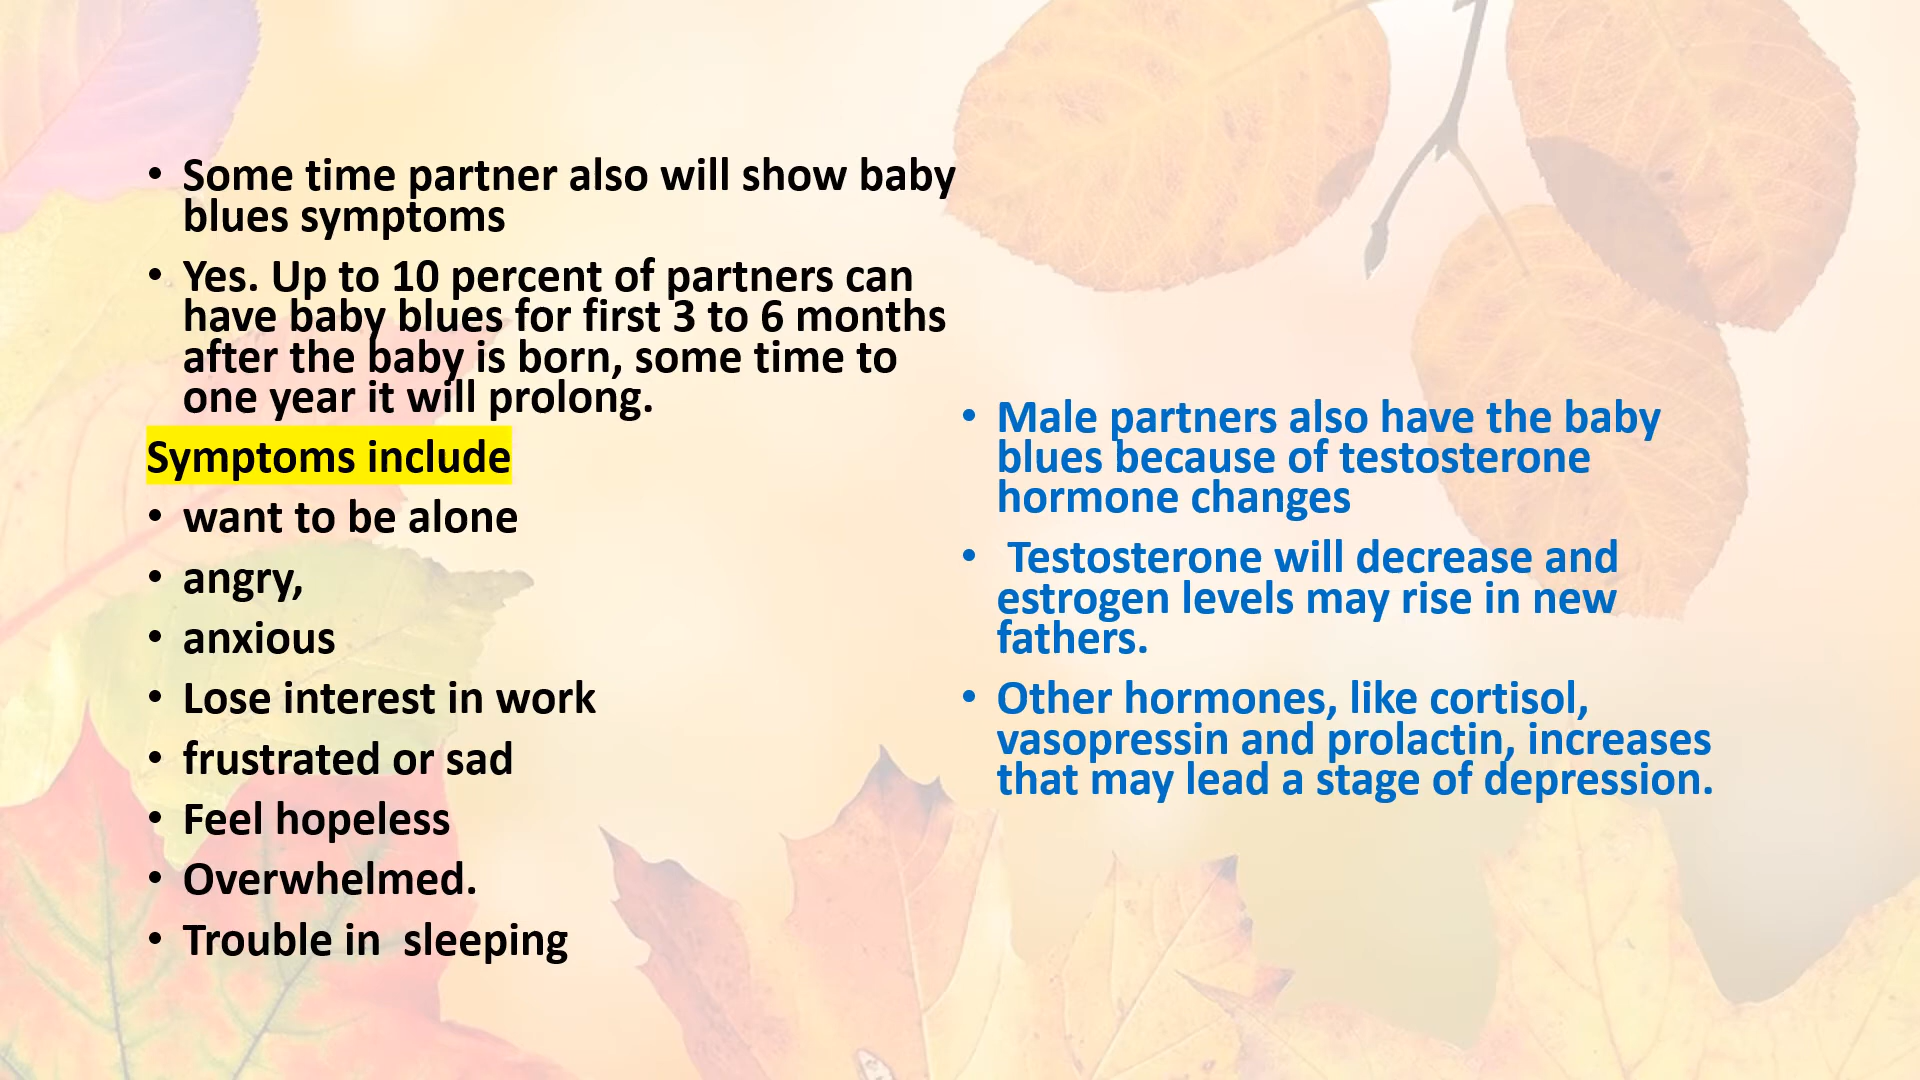 • Some time partner also will show baby
blues symptoms
• Yes. Up to 10 percent of partners can
have baby blues for first 3 to 6 months
after the baby is born, some time to
one year it will prolong.
Symptoms include
• want to be alone
• angry,
• anxious
• Lose interest in work
• frustrated or sad
• Feel hopeless
• Overwhelmed.
• Trouble in  sleeping
• Male partners also have the baby
blues because of testosterone
hormone changes
•  Testosterone will decrease and
estrogen levels may rise in new
fathers.
• Other hormones, like cortisol,
vasopressin and prolactin, increases
that may lead a stage of depression.